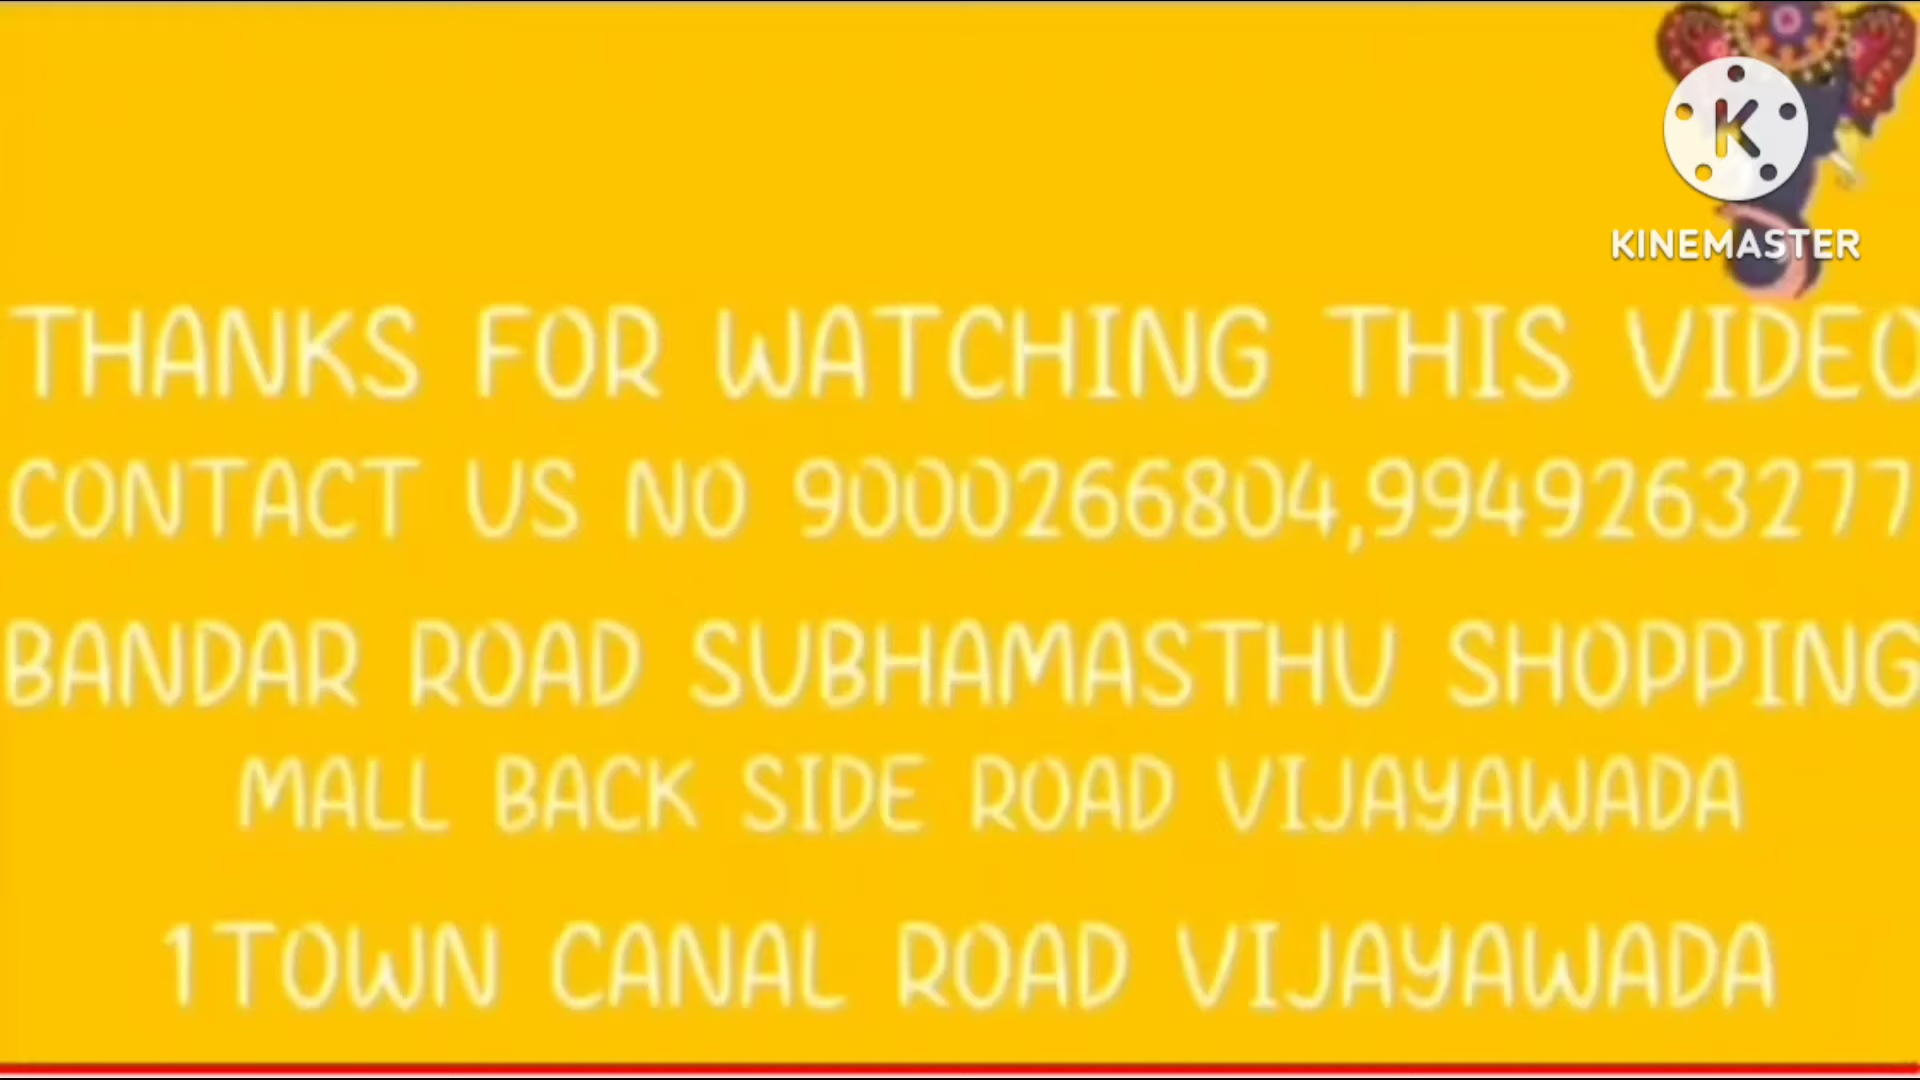 K
KINEMASTER
THANKS FOR WATCHING THIS VIDEO
CONTACT US NO 9000266804,9949263277
BANDAR ROAD SUBHAMASTHU SHOPPING
MALL BACK SIDE ROAD VIJAYAWADA
1TOWN CANAL ROAD VIJAYAWADA